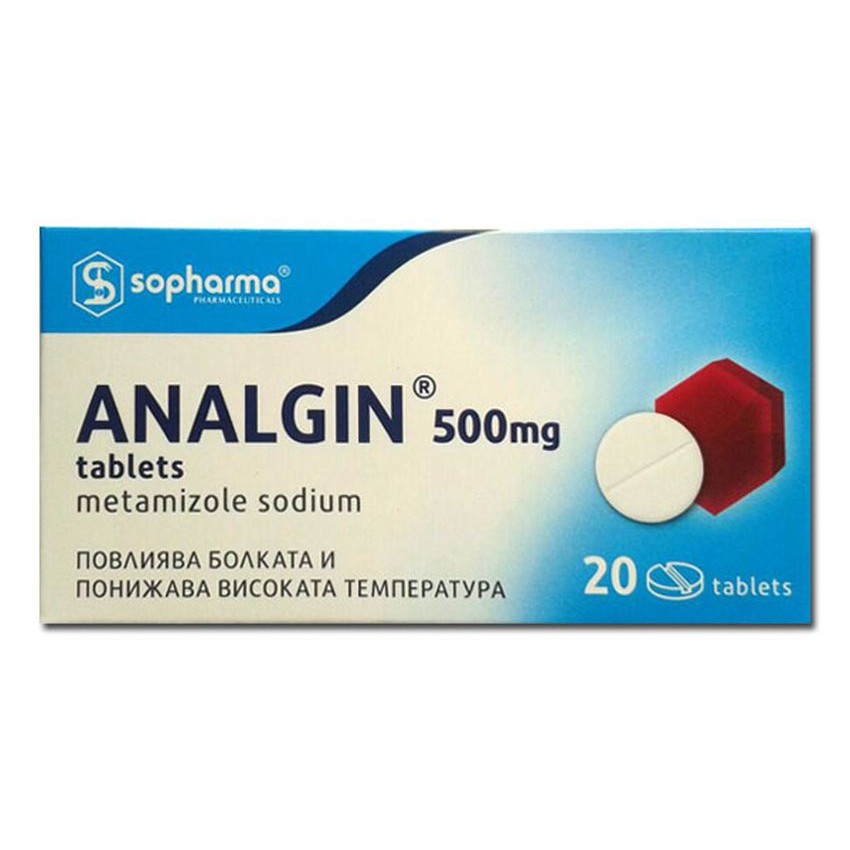 sopharma®
PHARMACEUTICALS
ANALGIN® 500mg
tablets
metamizole sodium
ПОВЛИЯВА БОЛКАТА И
ПОНИЖАВА ВИСОКАТА ТЕМПЕРАТУРА
20 tablets